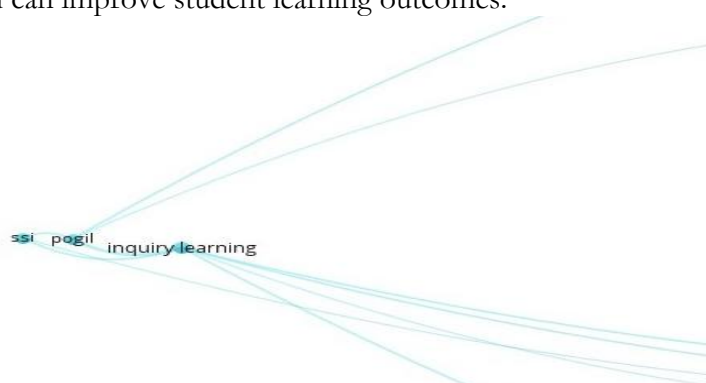 can improve student learning outcomes.
ssi pogil
inquiry learning